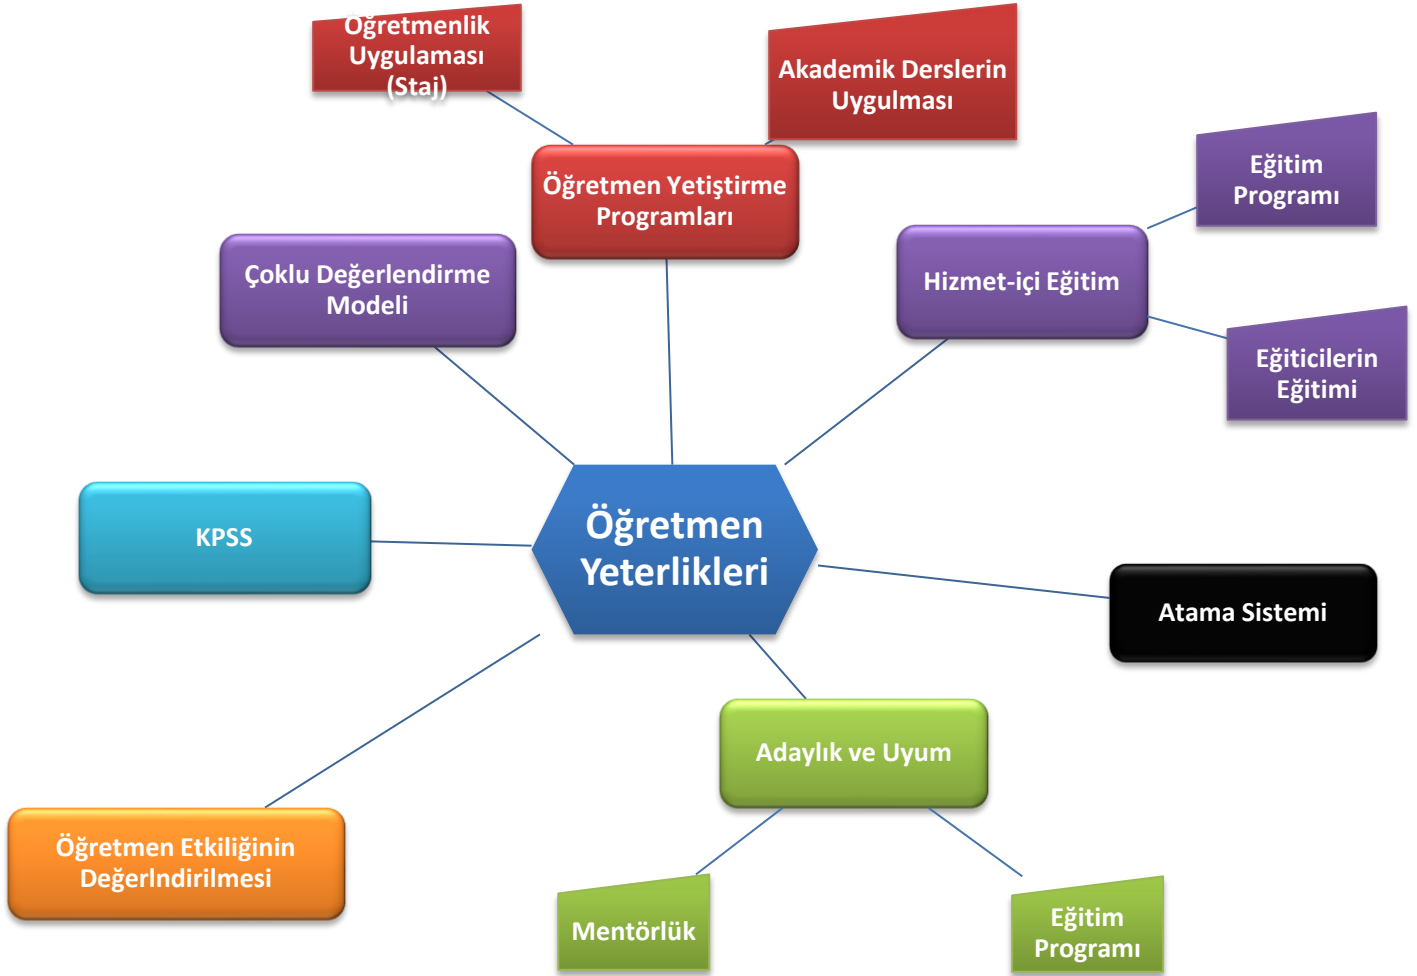 Öğretmenlik
Uygulaması
(Staj)
Akademik Derslerin
Uygulması
Öğretmen Yetiştirme
Programları
Eğitim
Programı
Çoklu Değerlendirme
Modeli
Hizmet-içi Eğitim
Eğiticilerin
Eğitimi
KPSS
Öğretmen
Yeterlikleri
Atama Sistemi
Adaylık ve Uyum
Öğretmen Etkiliğinin
Değerlndirilmesi
Mentörlük
Eğitim
Programı